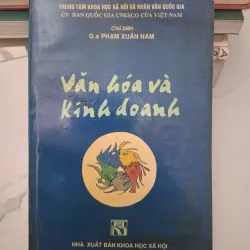 TRUNG TÂM KHOA HỌC XÃ HỘI VÀ NHÂN VĂN QUỐC GIA
ỦY BAN QUỐC GIA UNESCO CỦA VIỆT NAM
Chủ biên
G.s PHẠM XUÂN NAM
Văn hóa và
Kinh doanh
NHÀ XUẤT BẢN KHOA HỌC XÃ HỘI